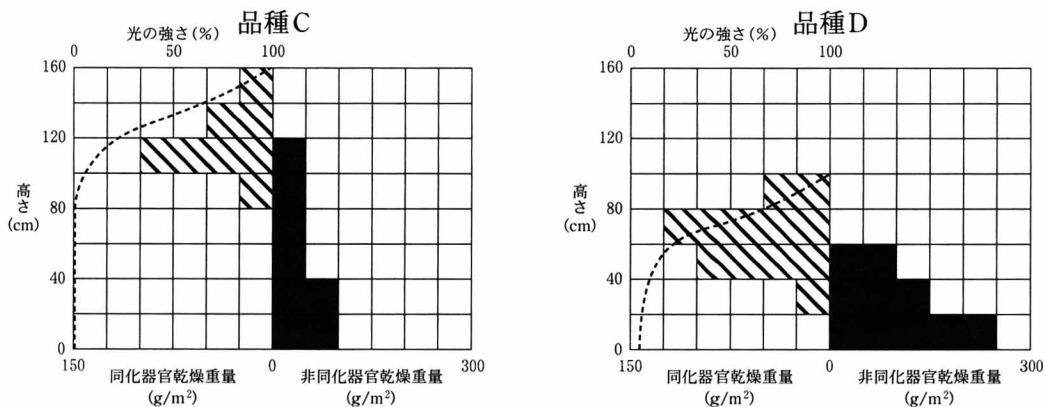 品種C
光の強さ(%)
0 50 100
160
120
80
40
0
高さ
(cm)
150 0 300
同化器官乾燥重量 非同化器官乾燥重量
(g/m²) (g/m²)
品種D
光の強さ(%)
0 50 100
160
120
80
40
0
高さ
(cm)
150 0 300
同化器官乾燥重量 非同化器官乾燥重量
(g/m²) (g/m²)